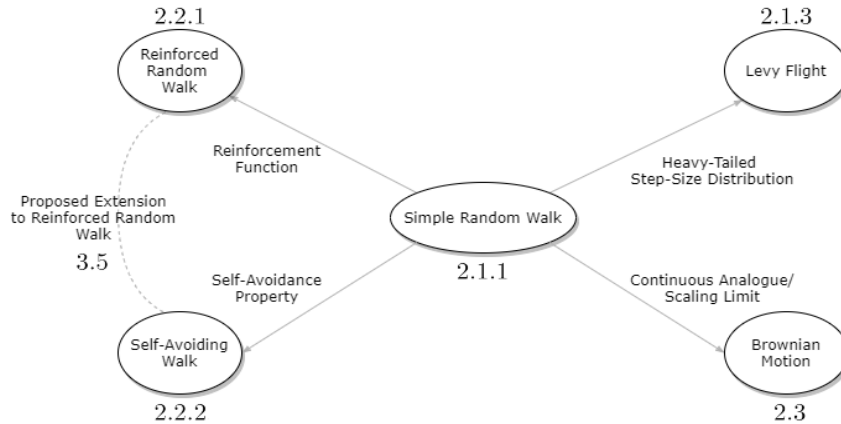 2.2.1
Reinforced
Random
Walk
2.1.3
Levy Flight
Reinforcement
Function
Heavy-Tailed
Step-Size Distribution
Proposed Extension
to Reinforced Random
Walk
3.5
Simple Random Walk
2.1.1
Self-Avoidance
Property
Continuous Analogue/
Scaling Limit
Self-Avoiding
Walk
2.2.2
Brownian
Motion
2.3